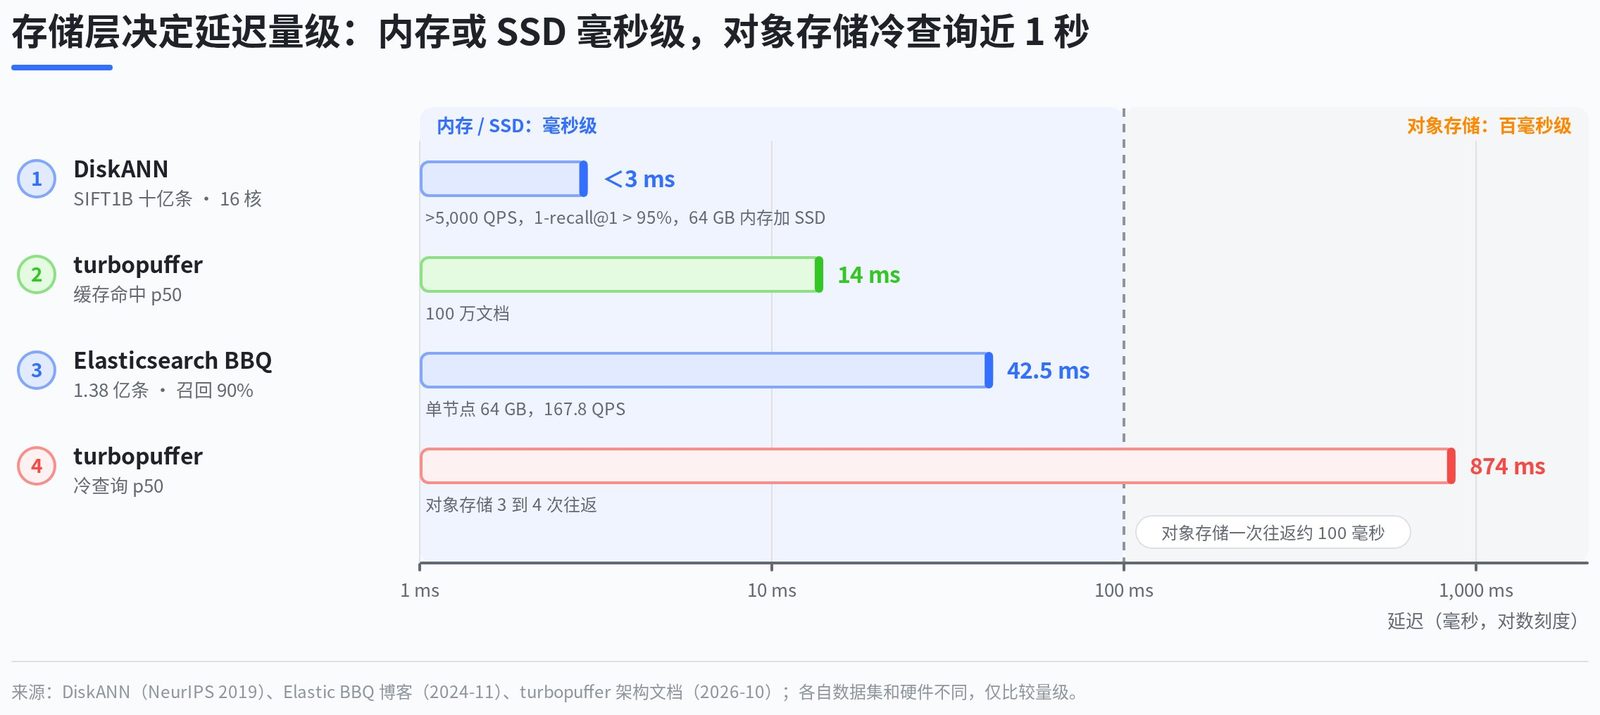 存储层决定延迟量级：内存或 SSD 毫秒级，对象存储冷查询近 1 秒
内存 / SSD：毫秒级
对象存储：百毫秒级
1
DiskANN
SIFT1B 十亿条 · 16 核
<3 ms
>5,000 QPS，1-recall@1 > 95%，64 GB 内存加 SSD
2
turbopuffer
缓存命中 p50
14 ms
100 万文档
3
Elasticsearch BBQ
1.38 亿条 · 召回 90%
42.5 ms
单节点 64 GB，167.8 QPS
4
turbopuffer
冷查询 p50
874 ms
对象存储 3 到 4 次往返
对象存储一次往返约 100 毫秒
1 ms
10 ms
100 ms
1,000 ms
延迟（毫秒，对数刻度）
来源：DiskANN（NeurIPS 2019）、Elastic BBQ 博客（2024-11）、turbopuffer 架构文档（2026-10）；各自数据集和硬件不同，仅比较量级。